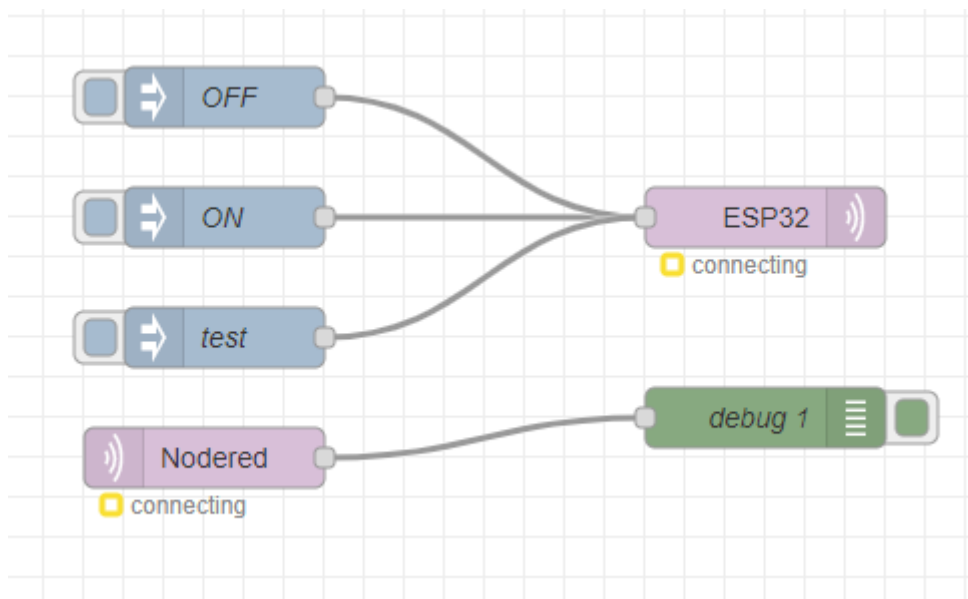 OFF
ON
ESP32
connecting
test
debug 1
Nodered
connecting